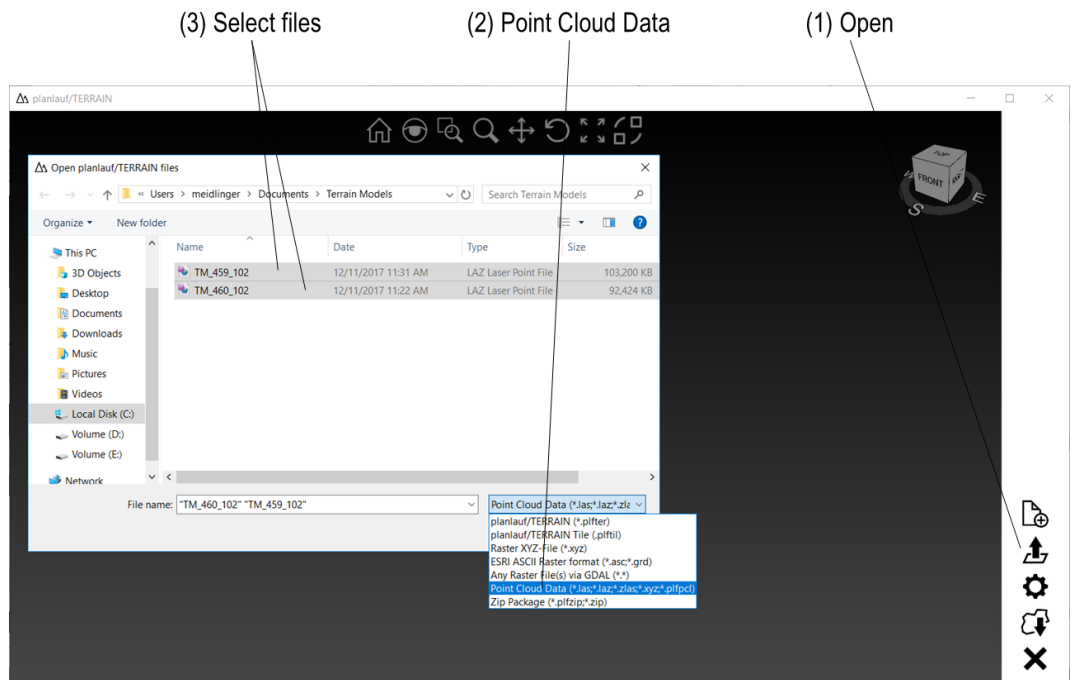 (3) Select files
(2) Point Cloud Data
(1) Open
planlauf/TERRAIN
TOP
FRONT
S
E
Open planlauf/TERRAIN files
« Users > meidlinger > Documents > Terrain Models
Search Terrain Models
Organize
New folder
Name
Date
Type
Size
This PC
3D Objects
Desktop
Documents
Downloads
Music
Pictures
Videos
Local Disk (C:)
Volume (D:)
Volume (E:)
Network
TM_459_102 12/11/2017 11:31 AM LAZ Laser Point File 103,200 KB
TM_460_102 12/11/2017 11:22 AM LAZ Laser Point File 92,424 KB
File name: "TM_460_102" "TM_459_102"
Point Cloud Data (*.las;*.laz;*.zla
planlauf/TERRAIN (*.plfter)
planlauf/TERRAIN Tile (.plftil)
Raster XYZ-File (*.xyz)
ESRI ASCII Raster format (*.asc;*.grd)
Any Raster File(s) via GDAL (*.*)
Point Cloud Data (*.las;*.laz;*.zlas;*.xyz;*.plfpcl)
Zip Package (*.plfzip;*.zip)